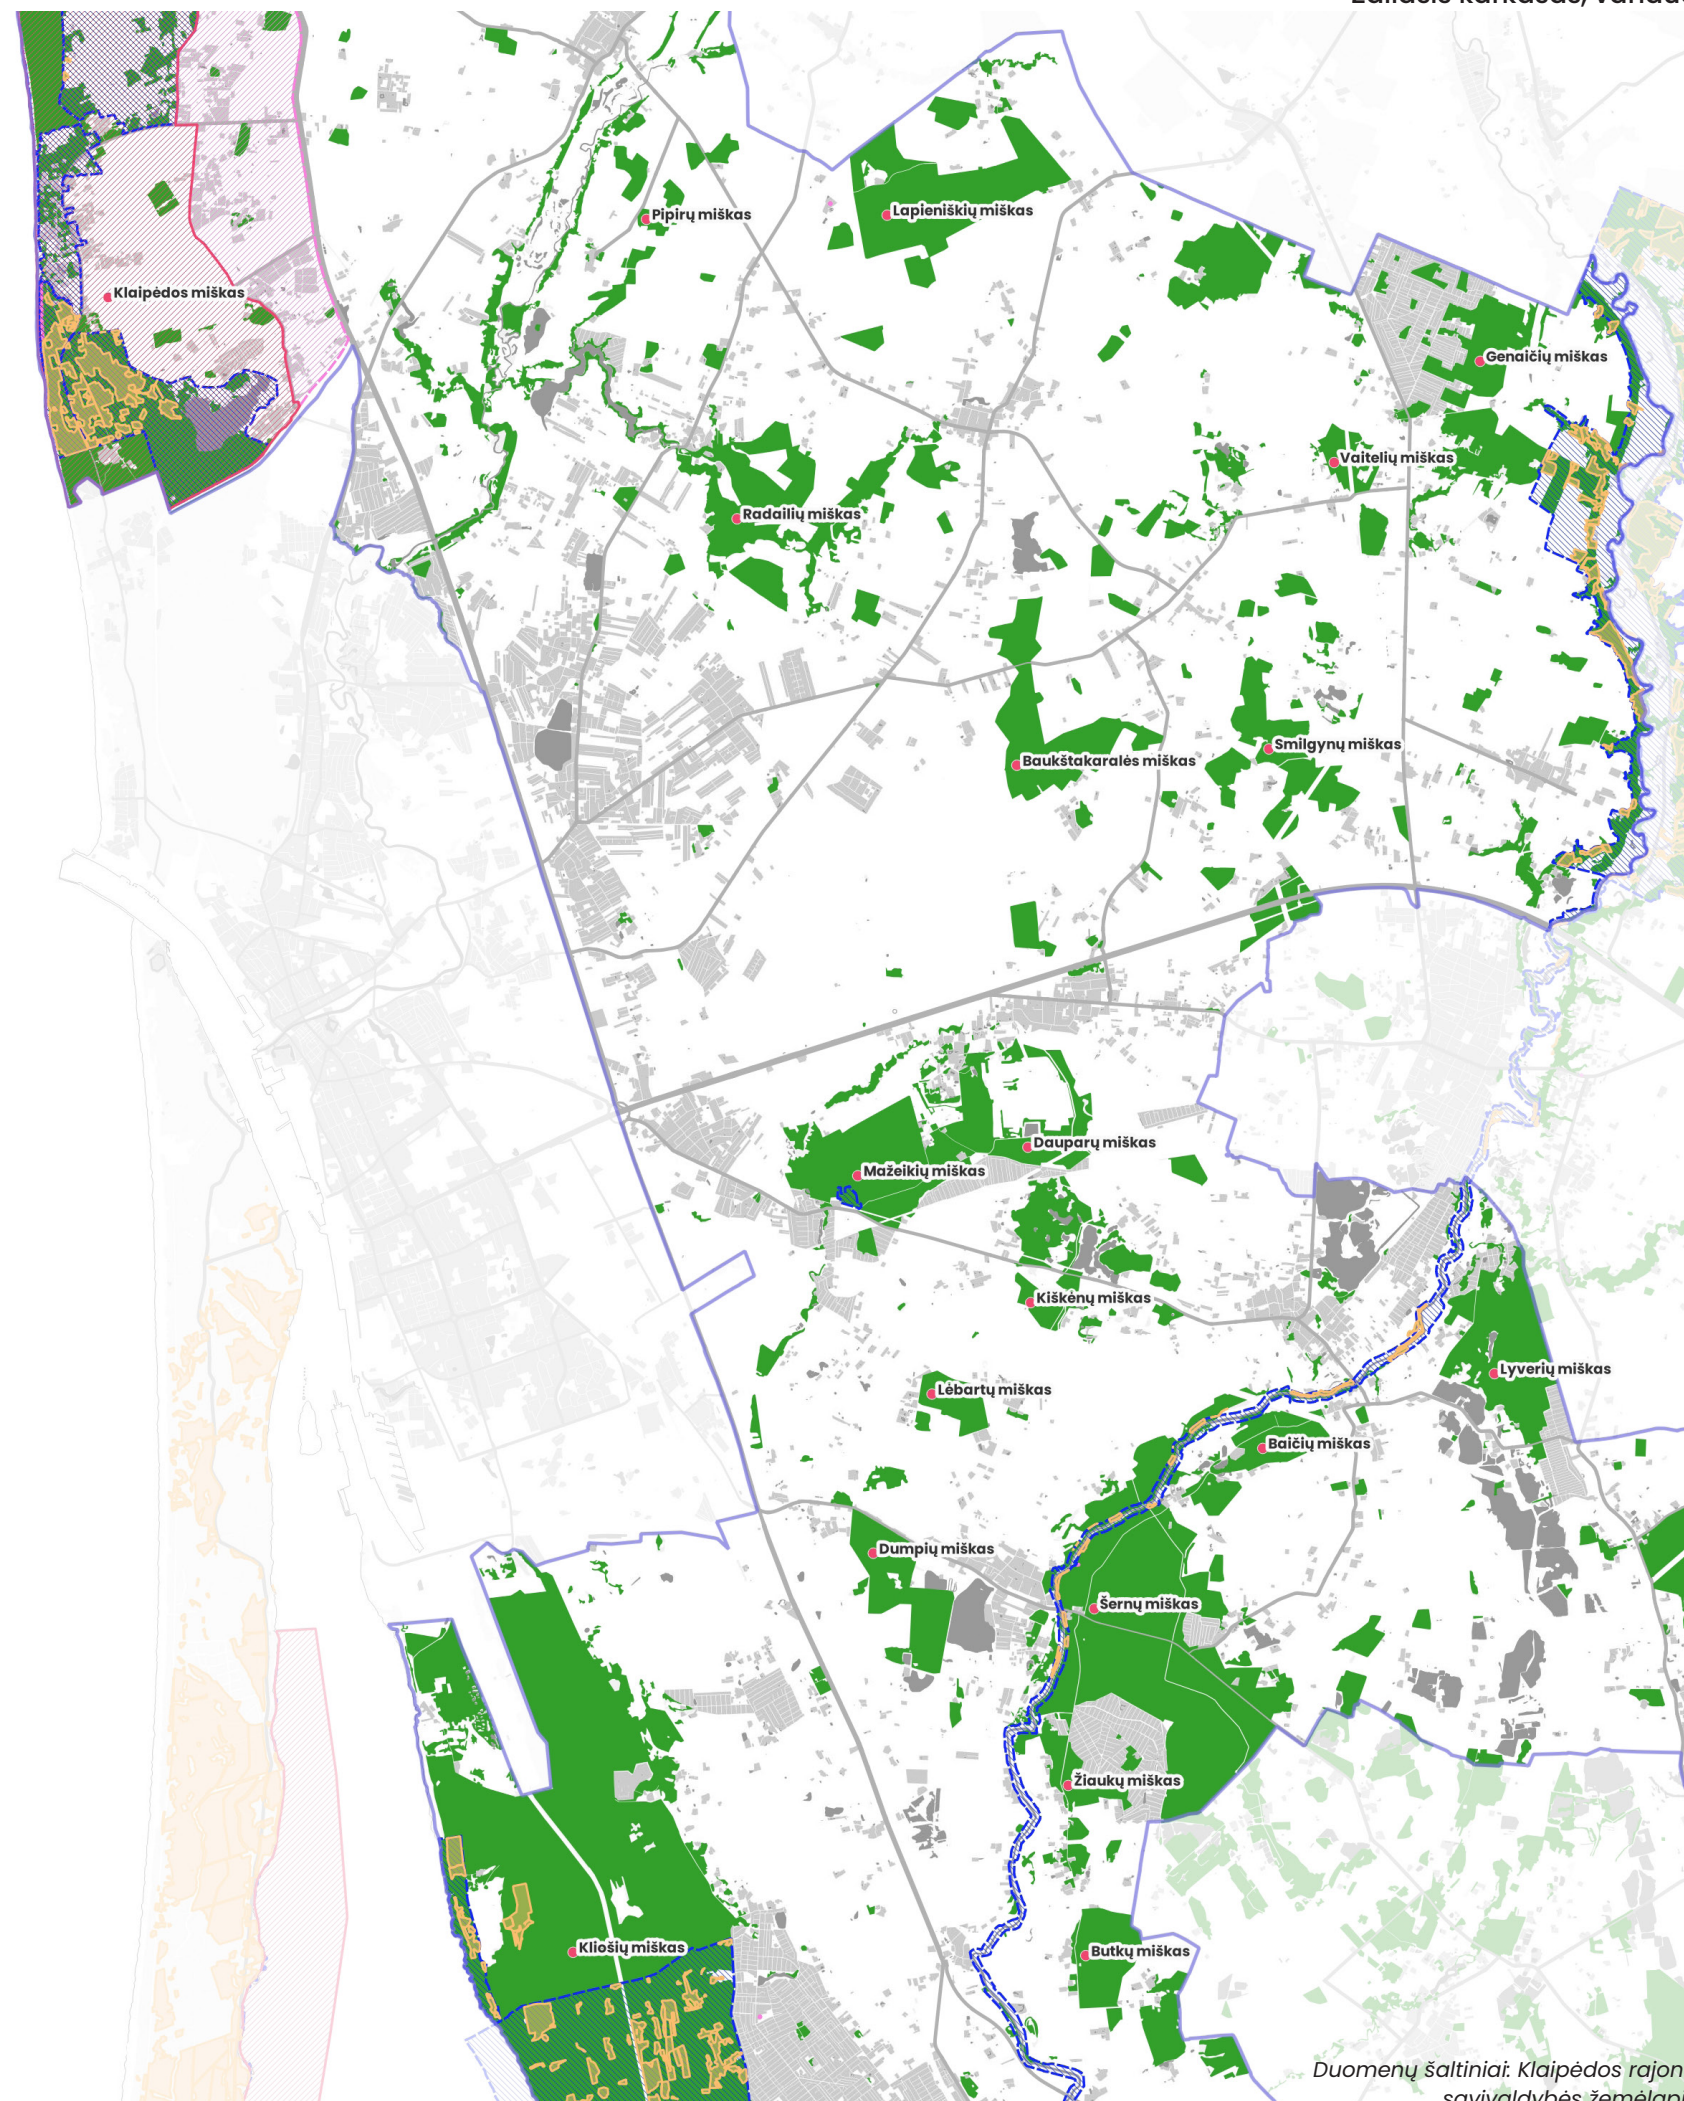 Pipirų miškas
Lapieniškių miškas
Klaipėdos miškas
Genaičių miškas
Vaitelių miškas
Radailių miškas
Smilgynų miškas
Baukštakaralės miškas
Dauparų miškas
Mažeikių miškas
Kiškėnų miškas
Lyverių miškas
Lėbartų miškas
Baičių miškas
Dumpių miškas
Šernų miškas
Žiaukų miškas
Kliošių miškas
Butkų miškas
Duomenų šaltiniai: Klaipėdos rajon
savivaldybės žemėlapi